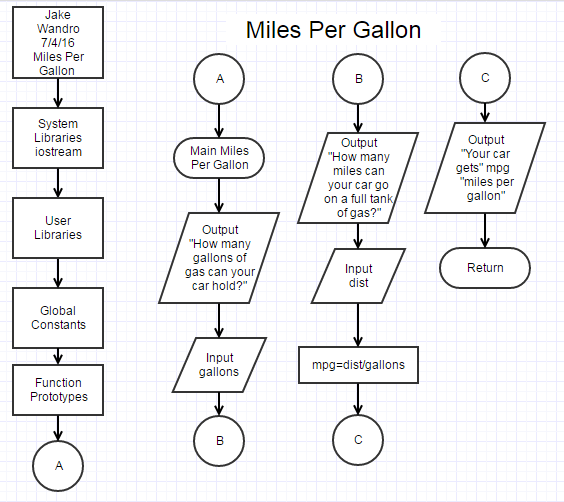 Miles Per Gallon
Jake
Wandro
7/4/16
Miles Per
Gallon
System
Libraries
iostream
User
Libraries
Global
Constants
Function
Prototypes
A
A
Main Miles
Per Gallon
Output
"How many
gallons of
gas can your
car hold?"
Input
gallons
B
B
Output
"How many
miles can
your car go
on a full tank
of gas?"
Input
dist
mpg=dist/gallons
C
C
Output
"Your car
gets" mpg
"miles per
gallon"
Return